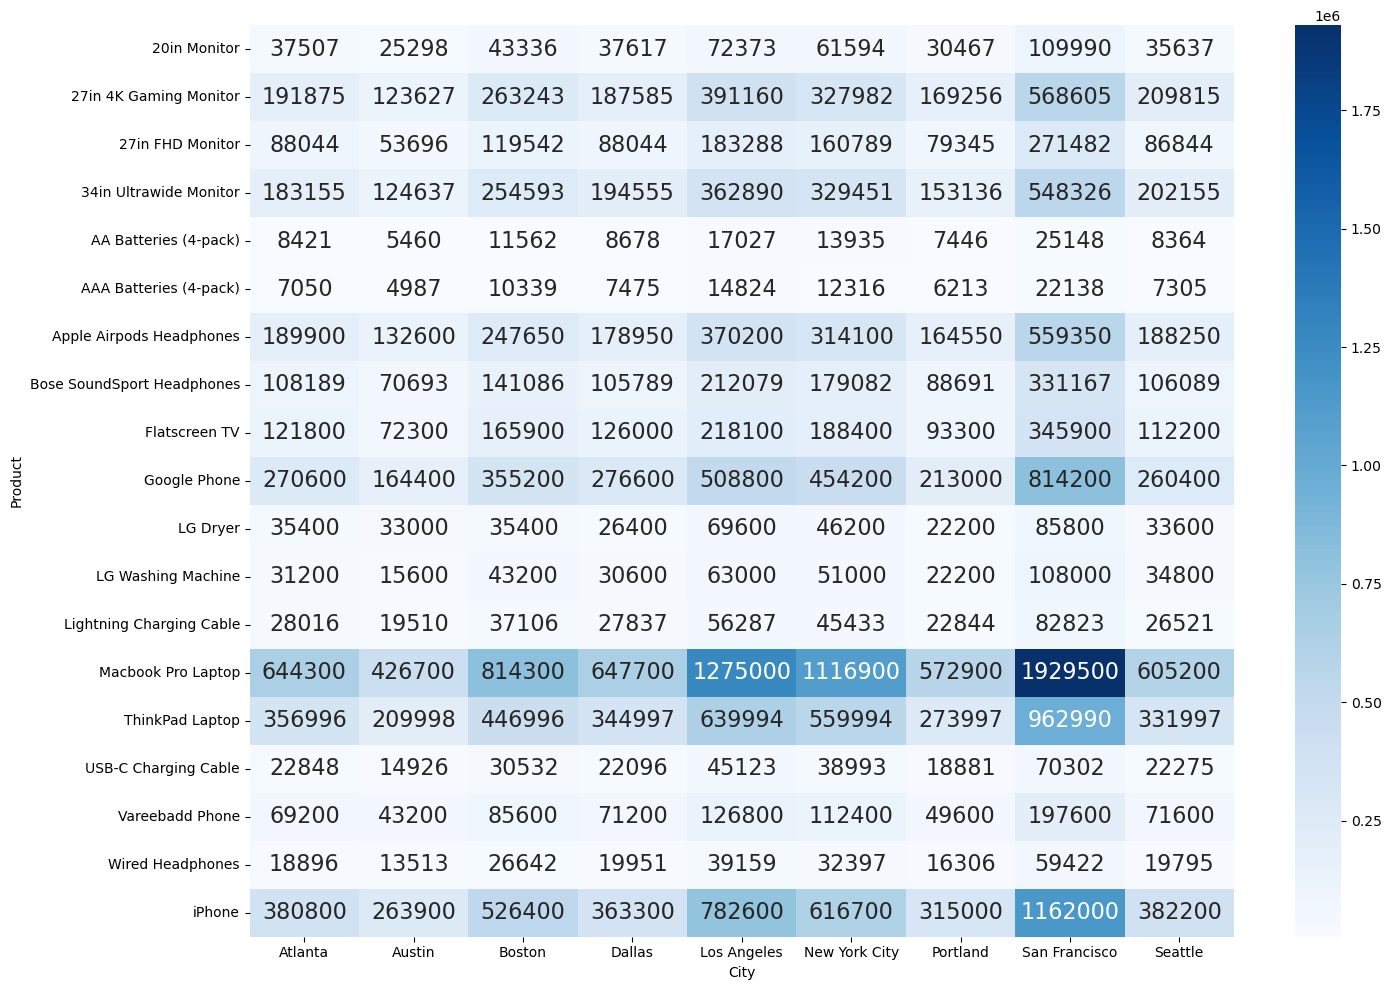 1e6
20in Monitor 37507 25298 43336 37617 72373 61594 30467 109990 35637
27in 4K Gaming Monitor 191875 123627 263243 187585 391160 327982 169256 568605 209815
1.75
27in FHD Monitor 88044 53696 119542 88044 183288 160789 79345 271482 86844
34in Ultrawide Monitor 183155 124637 254593 194555 362890 329451 153136 548326 202155
1.50
AA Batteries (4-pack) 8421 5460 11562 8678 17027 13935 7446 25148 8364
AAA Batteries (4-pack) 7050 4987 10339 7475 14824 12316 6213 22138 7305
Apple Airpods Headphones 189900 132600 247650 178950 370200 314100 164550 559350 188250
1.25
Bose SoundSport Headphones 108189 70693 141086 105789 212079 179082 88691 331167 106089
Flatscreen TV 121800 72300 165900 126000 218100 188400 93300 345900 112200
1.00
Product
Google Phone 270600 164400 355200 276600 508800 454200 213000 814200 260400
LG Dryer 35400 33000 35400 26400 69600 46200 22200 85800 33600
LG Washing Machine 31200 15600 43200 30600 63000 51000 22200 108000 34800
0.75
Lightning Charging Cable 28016 19510 37106 27837 56287 45433 22844 82823 26521
Macbook Pro Laptop 644300 426700 814300 647700 1275000 1116900 572900 1929500 605200
0.50
ThinkPad Laptop 356996 209998 446996 344997 639994 559994 273997 962990 331997
USB-C Charging Cable 22848 14926 30532 22096 45123 38993 18881 70302 22275
Vareebadd Phone 69200 43200 85600 71200 126800 112400 49600 197600 71600
0.25
Wired Headphones 18896 13513 26642 19951 39159 32397 16306 59422 19795
iPhone 380800 263900 526400 363300 782600 616700 315000 1162000 382200
Atlanta Austin Boston Dallas Los Angeles New York City Portland San Francisco Seattle
City